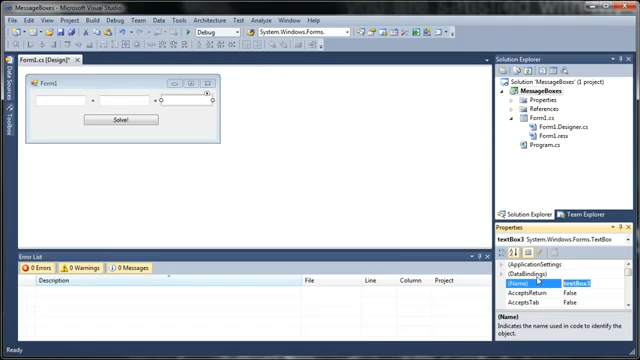 MessageBoxes - Microsoft Visual Studio
File Edit View Project Build Debug Team Data Tools Architecture Test Analyze Window Help
Debug System.Windows.Forms.
Form1.cs [Design]*
Data Sources
Toolbox
Form1
+ =
Solve!
Solution Explorer
Solution 'MessageBoxes' (1 project)
MessageBoxes
Properties
References
Form1.cs
Form1.Designer.cs
Form1.resx
Program.cs
Solution Explorer Team Explorer
Properties
textBox3 System.Windows.Forms.TextBox
(ApplicationSettings
(DataBindings)
(Name) textBox3
AcceptsReturn False
AcceptsTab False
(Name)
Indicates the name used in code to identify the object.
Error List
0 Errors 0 Warnings 0 Messages
Description File Line Column Project
Ready